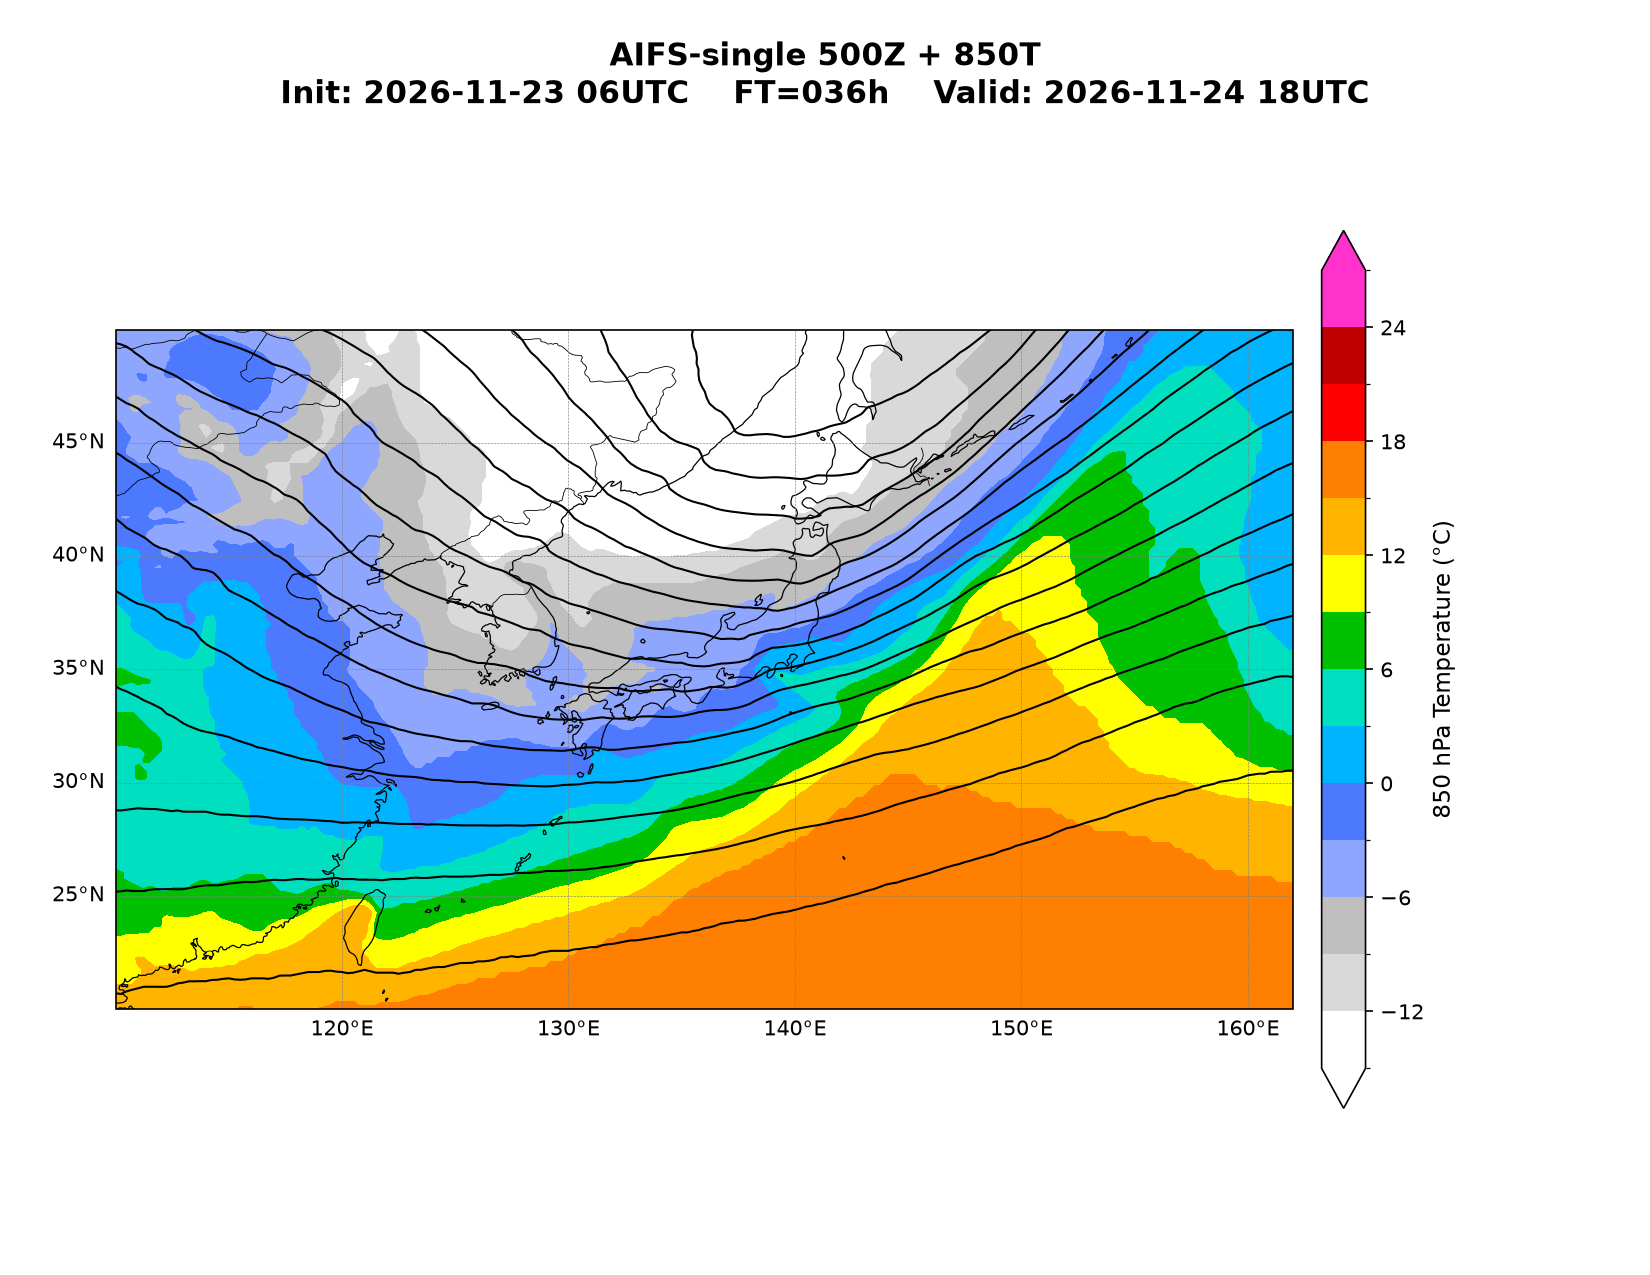 AIFS-single 500Z + 850T
Init: 2026-11-23 06UTC    FT=036h    Valid: 2026-11-24 18UTC
45°N
40°N
35°N
30°N
25°N
120°E
130°E
140°E
150°E
160°E
24
18
12
6
0
−6
−12
850 hPa Temperature (°C)